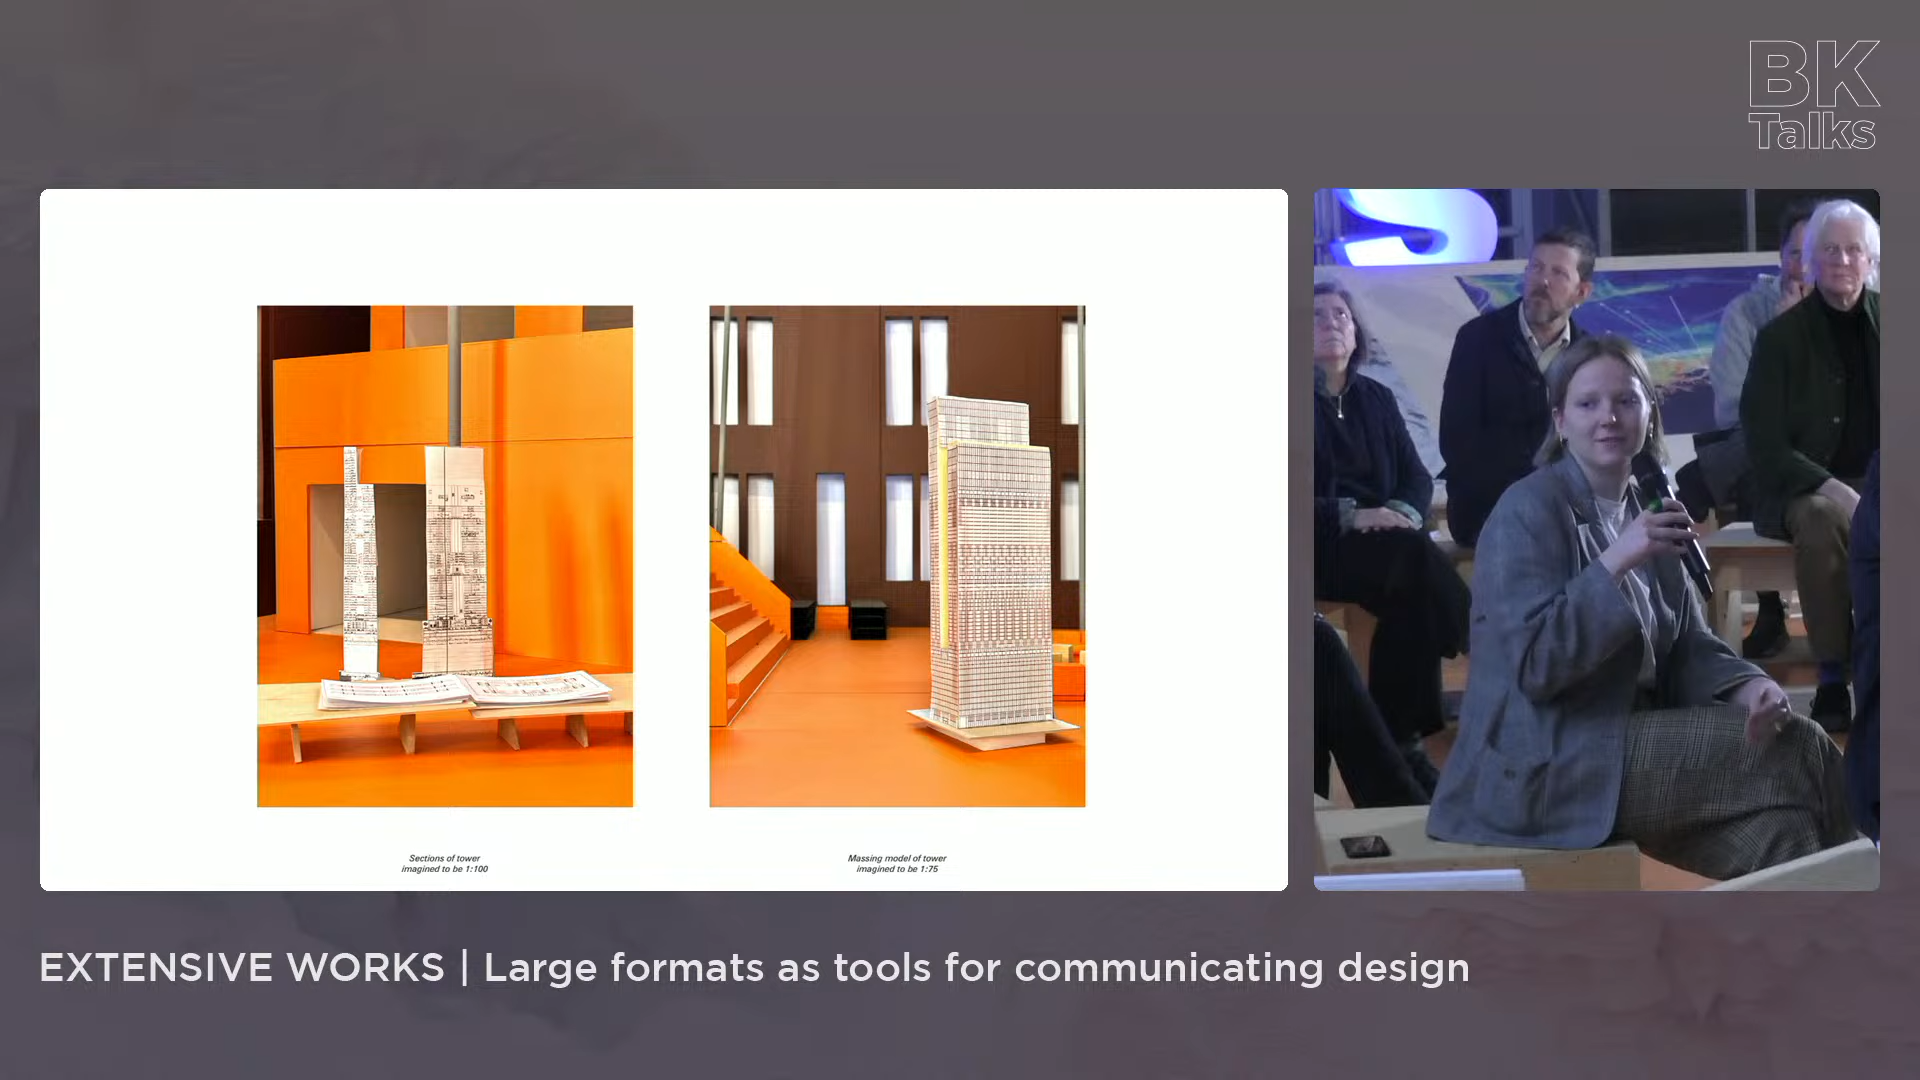 BK
Talks
S
Sections of tower
imagined to be 1:100
Massing model of tower
imagined to be 1:75
EXTENSIVE WORKS | Large formats as tools for communicating design